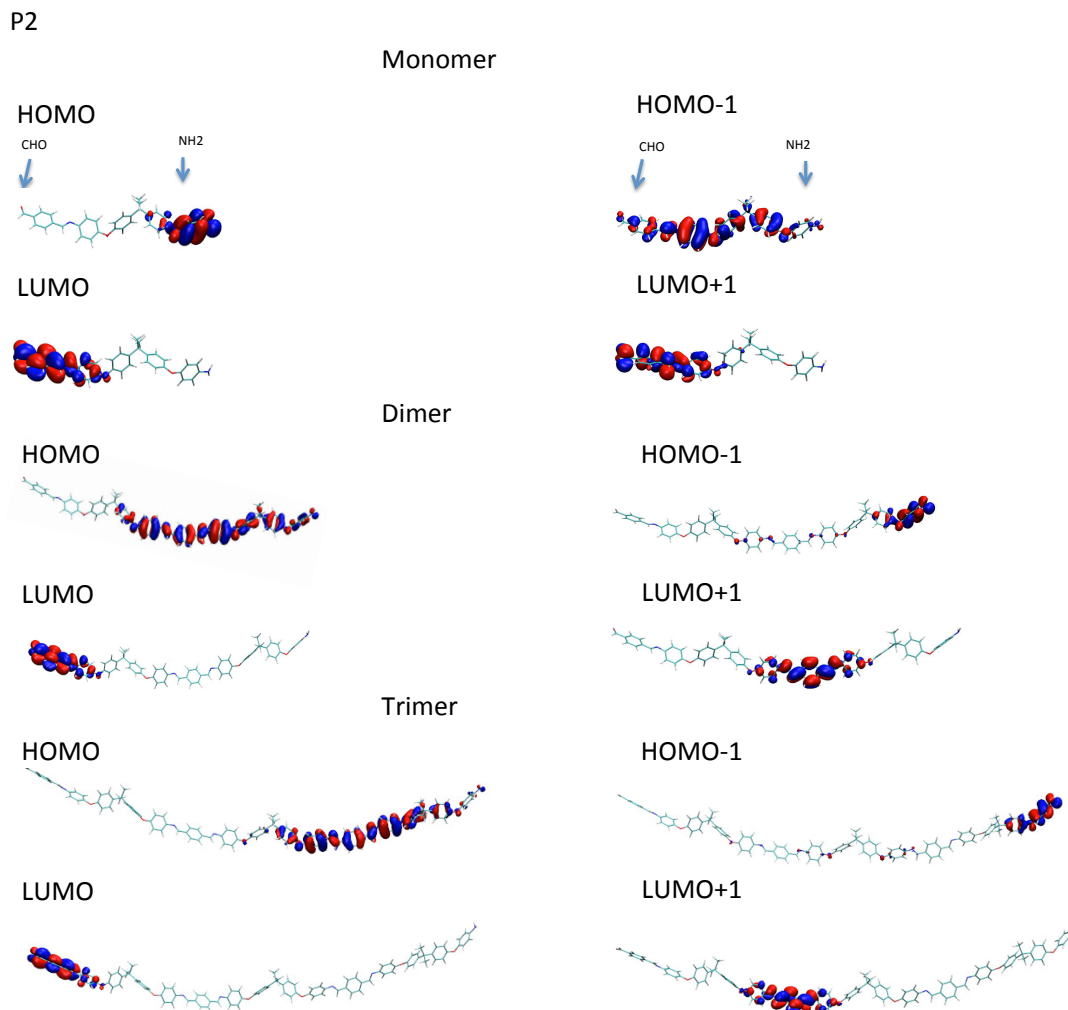 P2
Monomer
HOMO
HOMO-1
CHO
NH2
CHO
NH2
LUMO
LUMO+1
Dimer
HOMO
HOMO-1
LUMO
LUMO+1
Trimer
HOMO
HOMO-1
LUMO
LUMO+1